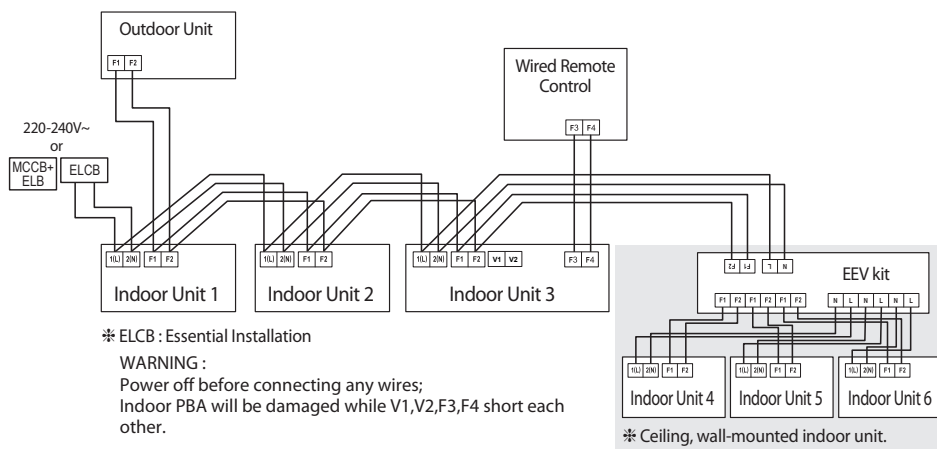 Outdoor Unit
F1 F2
Wired Remote
Control
F3 F4
220-240V~
or
MCCB+
ELB
ELCB
1(L) 2(N) F1 F2
Indoor Unit 1
1(L) 2(N) F1 F2
Indoor Unit 2
1(L) 2(N) F1 F2 V1 V2 F3 F4
Indoor Unit 3
F2 F1 L N
EEV kit
F1 F2 F1 F2 F1 F2 N L N L N L
1(L) 2(N) F1 F2
Indoor Unit 4
1(L) 2(N) F1 F2
Indoor Unit 5
1(L) 2(N) F1 F2
Indoor Unit 6
❈ Ceiling, wall-mounted indoor unit.
❈ ELCB : Essential Installation
WARNING :
Power off before connecting any wires;
Indoor PBA will be damaged while V1,V2,F3,F4 short each
other.